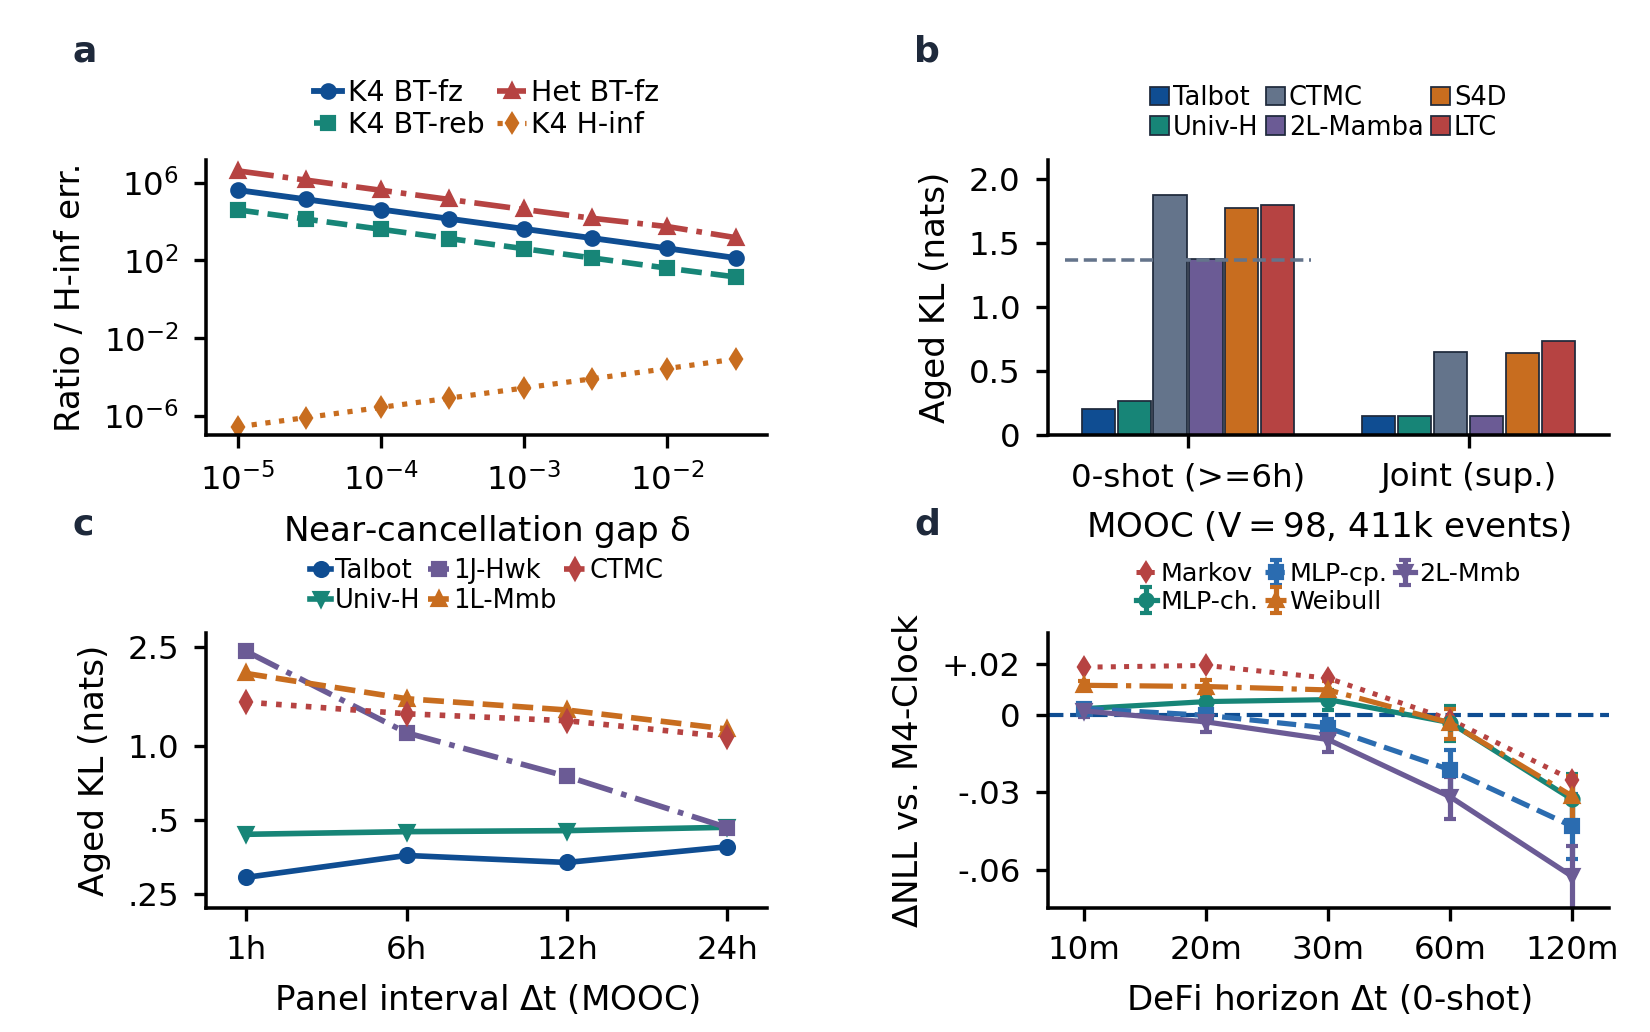 a
K4 BT-fz
Het BT-fz
K4 BT-reb
K4 H-inf
Ratio / H-inf err.
10⁶
10²
10⁻²
10⁻⁶
10⁻⁵
10⁻⁴
10⁻³
10⁻²
Near-cancellation gap δ
b
Talbot
CTMC
S4D
Univ-H
2L-Mamba
LTC
Aged KL (nats)
2.0
1.5
1.0
0.5
0
0-shot (>=6h)
Joint (sup.)
MOOC (V = 98, 411k events)
c
Talbot
1J-Hwk
CTMC
Univ-H
1L-Mmb
Aged KL (nats)
2.5
1.0
.5
.25
1h
6h
12h
24h
Panel interval Δt (MOOC)
d
Markov
MLP-cp.
2L-Mmb
MLP-ch.
Weibull
ΔNLL vs. M4-Clock
+.02
0
-.03
-.06
10m
20m
30m
60m
120m
DeFi horizon Δt (0-shot)